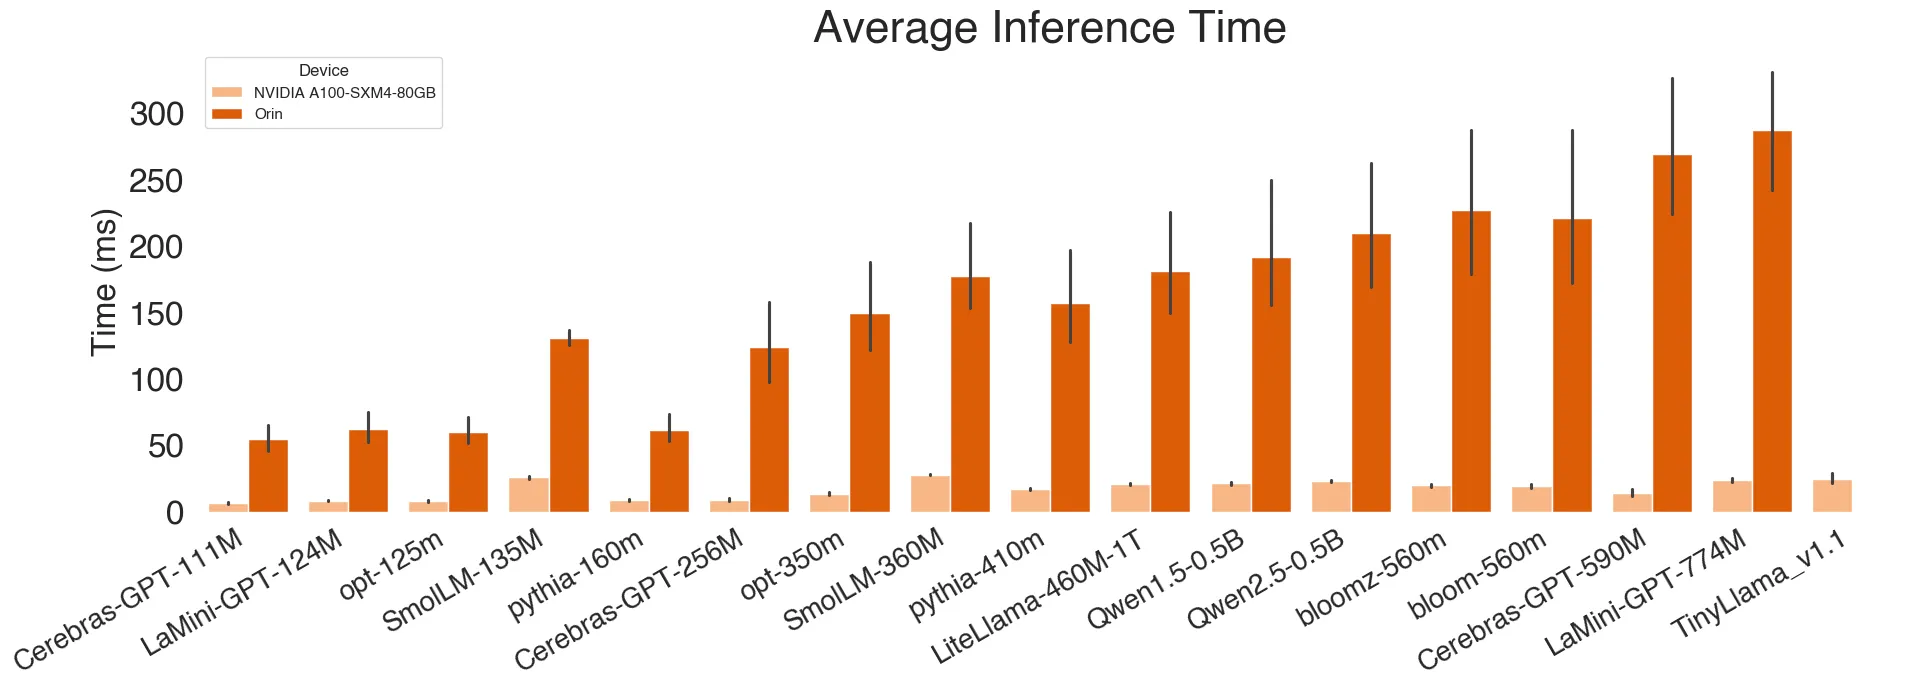 Average Inference Time
Device
NVIDIA A100-SXM4-80GB
Orin
Time (ms)
300
250
200
150
100
50
0
Cerebras-GPT-111M
LaMini-GPT-124M
opt-125m
SmolLM-135M
pythia-160m
Cerebras-GPT-256M
opt-350m
SmolLM-360M
pythia-410m
LiteLlama-460M-1T
Qwen1.5-0.5B
Qwen2.5-0.5B
bloomz-560m
bloom-560m
Cerebras-GPT-590M
LaMini-GPT-774M
TinyLlama_v1.1